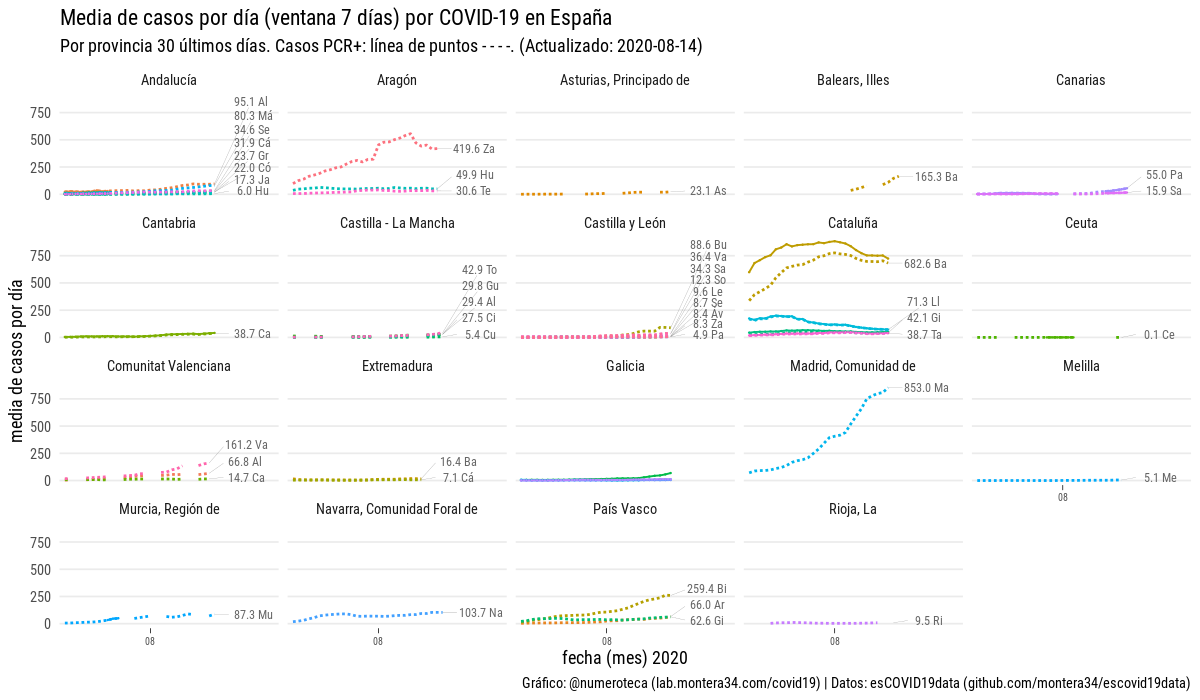 Media de casos por día (ventana 7 días) por COVID-19 en España
Por provincia 30 últimos días. Casos PCR+: línea de puntos - - - -. (Actualizado: 2020-08-14)
media de casos por día
Andalucía
Aragón
Asturias, Principado de
Balears, Illes
Canarias
750
500
250
0
95.1 Al
80.3 Má
34.6 Se
31.9 Cá
23.7 Gr
22.0 Có
17.3 Ja
6.0 Hu
419.6 Za
49.9 Hu
30.6 Te
23.1 As
165.3 Ba
55.0 Pa
15.9 Sa
Cantabria
Castilla - La Mancha
Castilla y León
Cataluña
Ceuta
750
500
250
0
38.7 Ca
42.9 To
29.8 Gu
29.4 Al
27.5 Ci
5.4 Cu
88.6 Bu
36.4 Va
34.3 Sa
12.3 So
9.6 Le
8.7 Se
8.4 Av
8.3 Za
4.9 Pa
682.6 Ba
71.3 Ll
42.1 Gi
38.7 Ta
0.1 Ce
Comunitat Valenciana
Extremadura
Galicia
Madrid, Comunidad de
Melilla
750
500
250
0
161.2 Va
66.8 Al
14.7 Ca
16.4 Ba
7.1 Cá
853.0 Ma
5.1 Me
08
Murcia, Región de
Navarra, Comunidad Foral de
País Vasco
Rioja, La
750
500
250
0
87.3 Mu
103.7 Na
259.4 Bi
66.0 Ar
62.6 Gi
9.5 Ri
08
08
08
08
fecha (mes) 2020
Gráfico: @numeroteca (lab.montera34.com/covid19) | Datos: esCOVID19data (github.com/montera34/escovid19data)